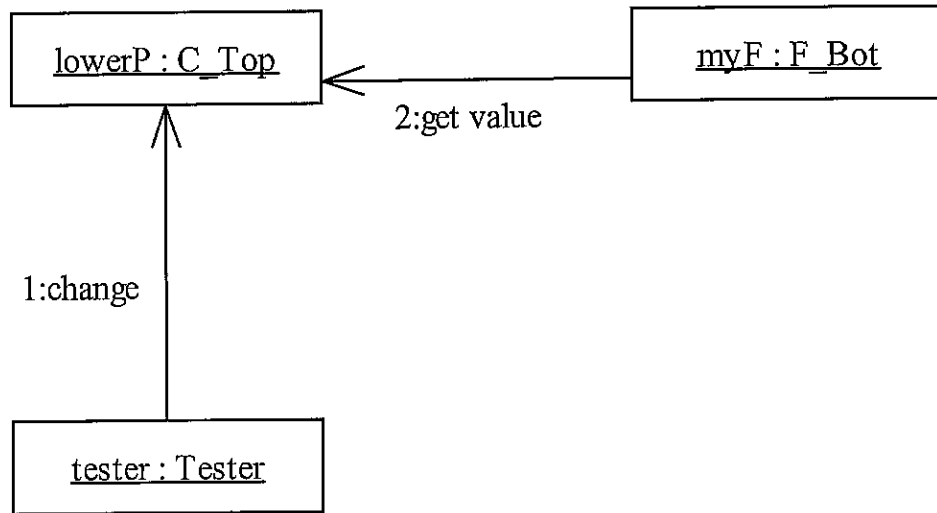 lowerP : C_Top
myF : F_Bot
2:get value
1:change
tester : Tester